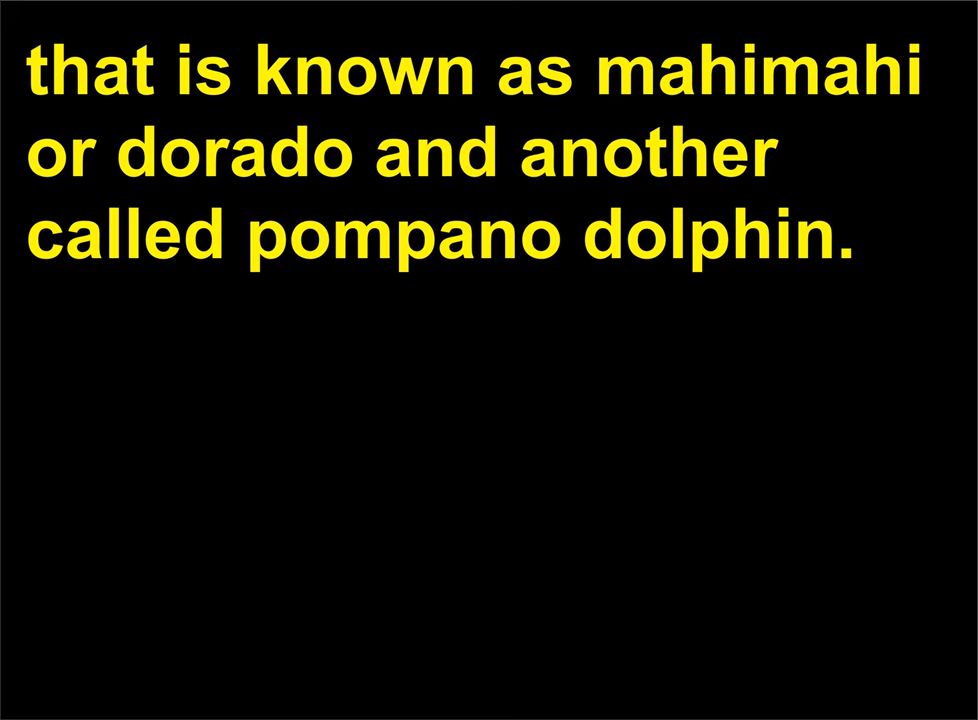 that is known as mahimahi
or dorado and another
called pompano dolphin.